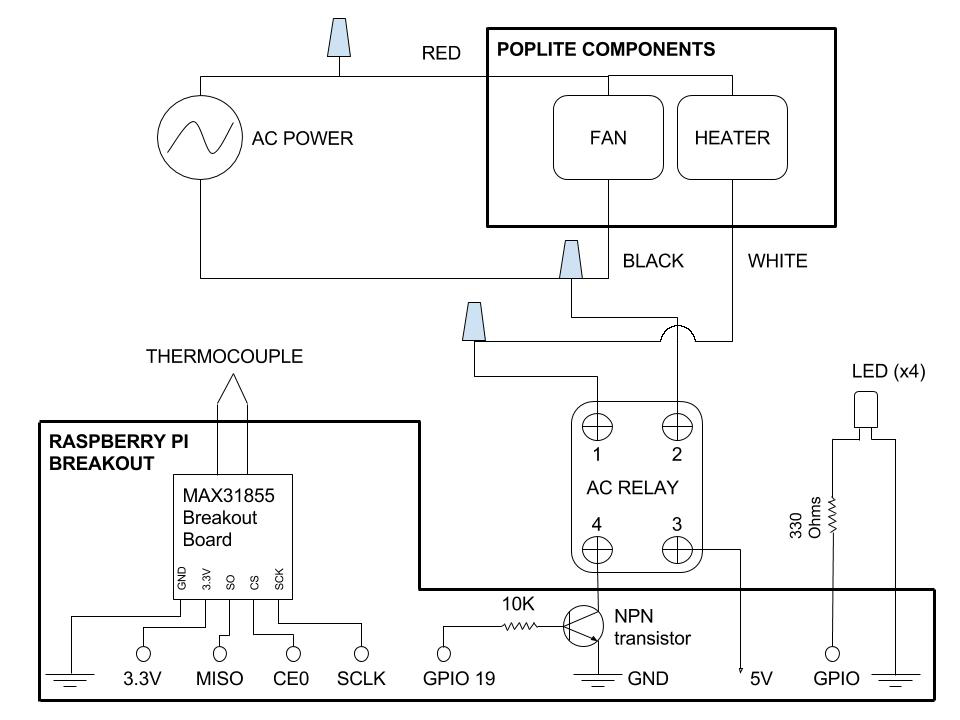 RED
POPLITE COMPONENTS
AC POWER
FAN
HEATER
BLACK
WHITE
THERMOCOUPLE
LED (x4)
RASPBERRY PI
BREAKOUT
1
2
AC RELAY
4
3
MAX31855
Breakout
Board
GND
3.3V
SO
CS
SCK
330
Ohms
10K
NPN
transistor
3.3V
MISO
CE0
SCLK
GPIO 19
GND
5V
GPIO